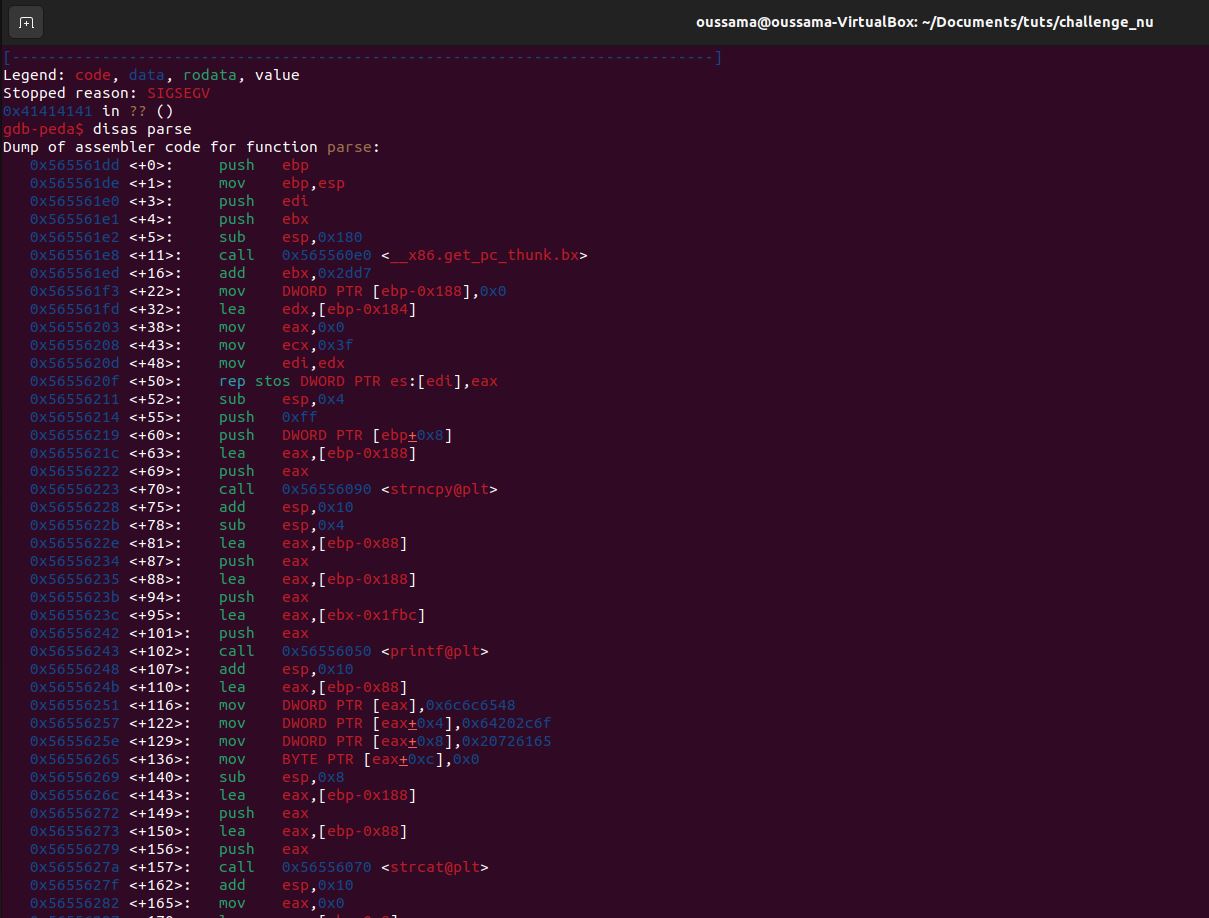 oussama@oussama-VirtualBox: ~/Documents/tuts/challenge_nu
[------------------------------------------------------------------------------]
Legend: code, data, rodata, value
Stopped reason: SIGSEGV
0x41414141 in ?? ()
gdb-peda$ disas parse
Dump of assembler code for function parse:
   0x565561dd <+0>:	push   ebp
   0x565561de <+1>:	mov    ebp,esp
   0x565561e0 <+3>:	push   edi
   0x565561e1 <+4>:	push   ebx
   0x565561e2 <+5>:	sub    esp,0x180
   0x565561e8 <+11>:	call   0x565560e0 <__x86.get_pc_thunk.bx>
   0x565561ed <+16>:	add    ebx,0x2dd7
   0x565561f3 <+22>:	mov    DWORD PTR [ebp-0x188],0x0
   0x565561fd <+32>:	lea    edx,[ebp-0x184]
   0x56556203 <+38>:	mov    eax,0x0
   0x56556208 <+43>:	mov    ecx,0x3f
   0x5655620d <+48>:	mov    edi,edx
   0x5655620f <+50>:	rep stos DWORD PTR es:[edi],eax
   0x56556211 <+52>:	sub    esp,0x4
   0x56556214 <+55>:	push   0xff
   0x56556219 <+60>:	push   DWORD PTR [ebp+0x8]
   0x5655621c <+63>:	lea    eax,[ebp-0x188]
   0x56556222 <+69>:	push   eax
   0x56556223 <+70>:	call   0x56556090 <strncpy@plt>
   0x56556228 <+75>:	add    esp,0x10
   0x5655622b <+78>:	sub    esp,0x4
   0x5655622e <+81>:	lea    eax,[ebp-0x88]
   0x56556234 <+87>:	push   eax
   0x56556235 <+88>:	lea    eax,[ebp-0x188]
   0x5655623b <+94>:	push   eax
   0x5655623c <+95>:	lea    eax,[ebx-0x1fbc]
   0x56556242 <+101>:	push   eax
   0x56556243 <+102>:	call   0x56556050 <printf@plt>
   0x56556248 <+107>:	add    esp,0x10
   0x5655624b <+110>:	lea    eax,[ebp-0x88]
   0x56556251 <+116>:	mov    DWORD PTR [eax],0x6c6c6548
   0x56556257 <+122>:	mov    DWORD PTR [eax+0x4],0x64202c6f
   0x5655625e <+129>:	mov    DWORD PTR [eax+0x8],0x20726165
   0x56556265 <+136>:	mov    BYTE PTR [eax+0xc],0x0
   0x56556269 <+140>:	sub    esp,0x8
   0x5655626c <+143>:	lea    eax,[ebp-0x188]
   0x56556272 <+149>:	push   eax
   0x56556273 <+150>:	lea    eax,[ebp-0x88]
   0x56556279 <+156>:	push   eax
   0x5655627a <+157>:	call   0x56556070 <strcat@plt>
   0x5655627f <+162>:	add    esp,0x10
   0x56556282 <+165>:	mov    eax,0x0